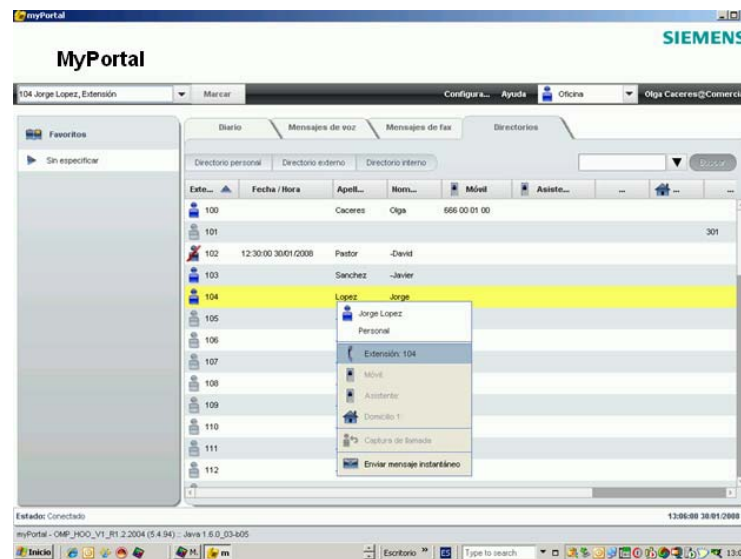 myPortal
SIEMENS
MyPortal
104 Jorge Lopez, Extensión Marcar Configura... Ayuda Oficina Olga Caceres@Comerci
Favoritos
Sin especificar
Diario Mensajes de voz Mensajes de fax Directorios
Directorio personal Directorio externo Directorio interno Buscar
Exte... Fecha / Hora Apell... Nom... Móvil Asiste... ... ... ...
100 Caceres Olga 666 00 01 00
101 301
102 12:30:00 30/01/2008 Pastor -David
103 Sanchez -Javier
104 Lopez Jorge
105
106
107
108
109
110
111
112
Jorge Lopez
Personal
Extensión: 104
Móvil:
Asistente:
Domicilio 1:
Captura de llamada
Enviar mensaje instantáneo
Estado: Conectado 13:06:00 30/01/2008
myPortal - OMP_HOO_V1_R1.2.2004 (5.4.94) :: Java 1.6.0_03-b05
Inicio M. m Escritorio » ES Type to search 13:0